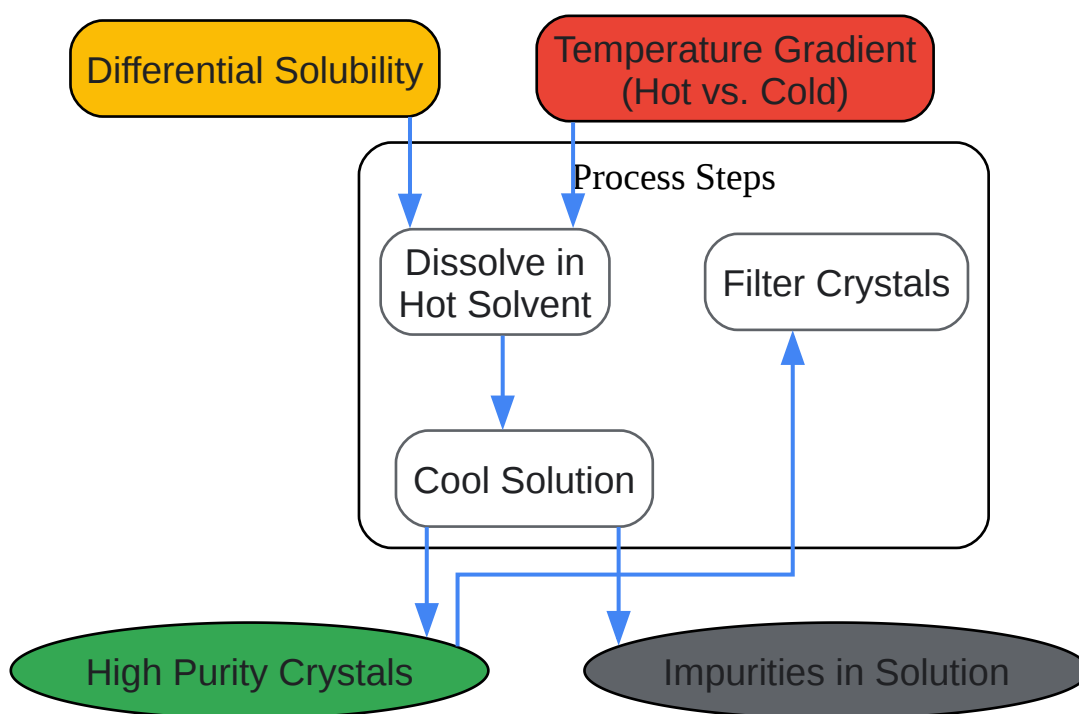 Differential Solubility
Temperature Gradient
(Hot vs. Cold)
Process Steps
Dissolve in
Hot Solvent
Filter Crystals
Cool Solution
High Purity Crystals
Impurities in Solution